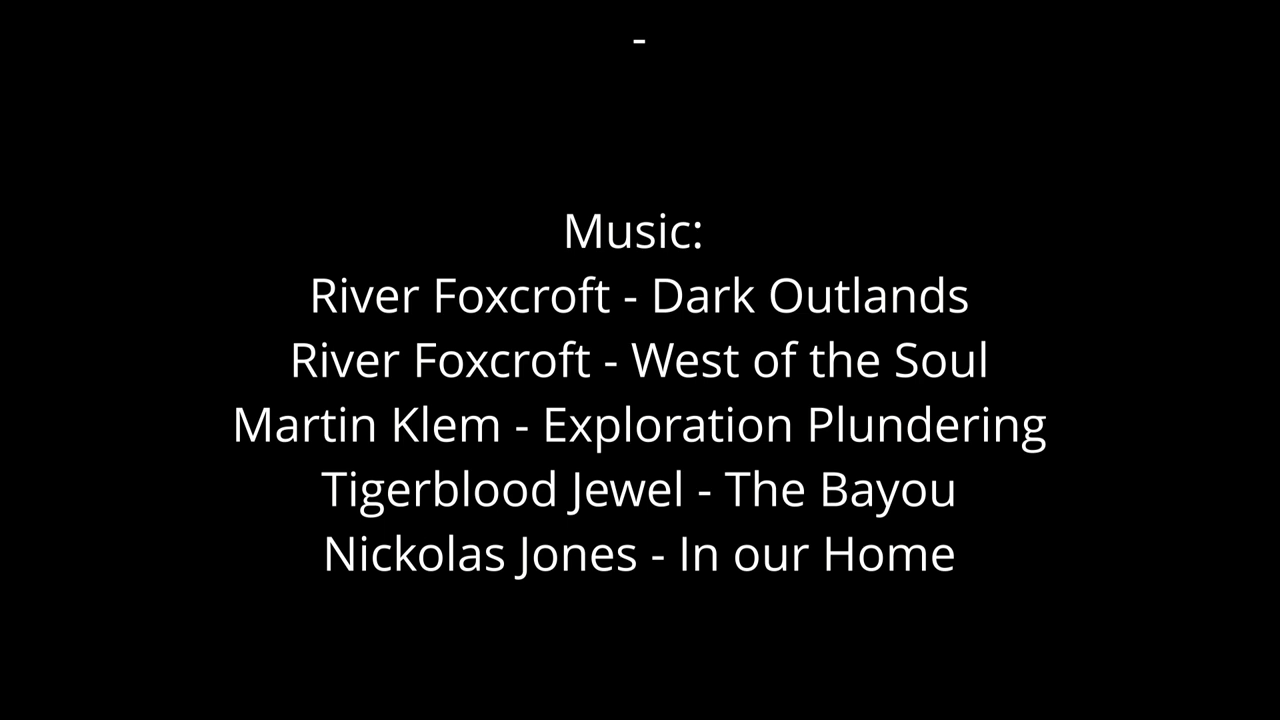 -
Music:
River Foxcroft - Dark Outlands
River Foxcroft - West of the Soul
Martin Klem - Exploration Plundering
Tigerblood Jewel - The Bayou
Nickolas Jones - In our Home